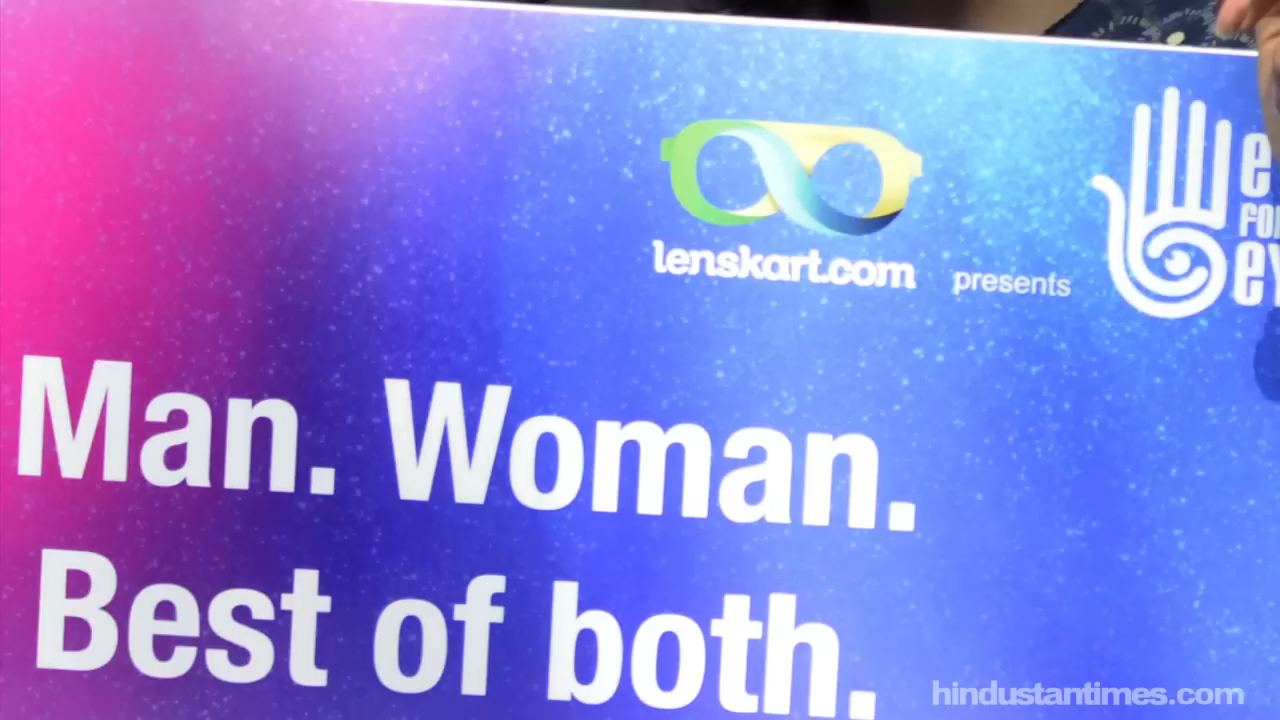 lenskart.com presents
e
Man. Woman.
Best of both.
hindustantimes.com